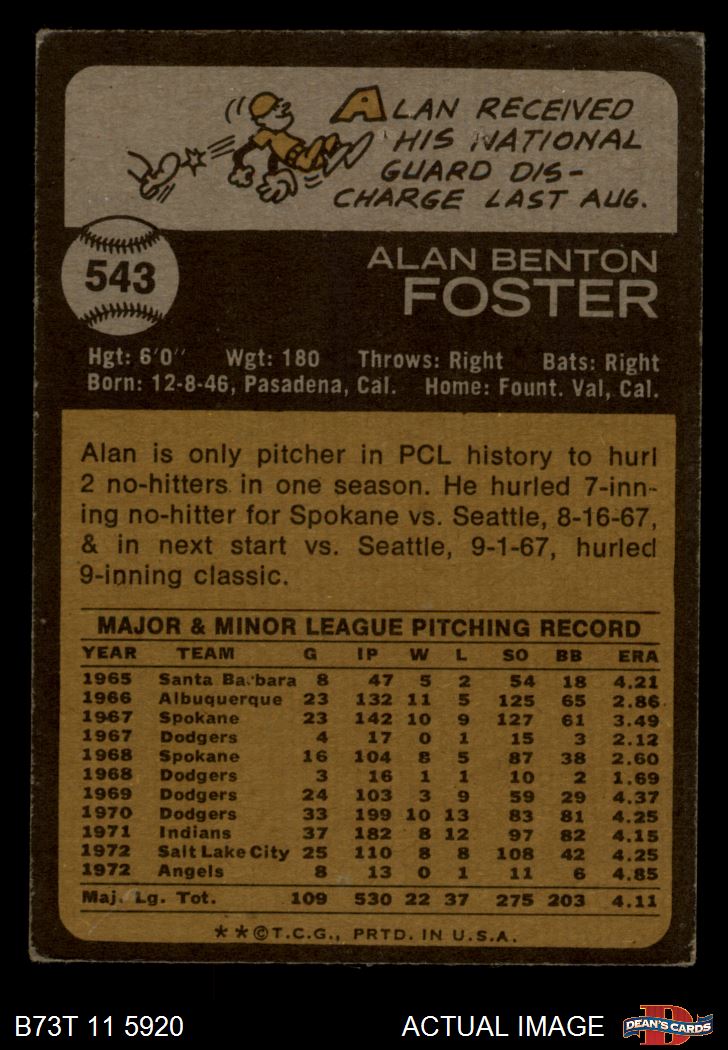 ALAN RECEIVED
HIS NATIONAL
GUARD DIS-
CHARGE LAST AUG.
543
ALAN BENTON
FOSTER
Hgt: 6'0" Wgt: 180 Throws: Right Bats: Right
Born: 12-8-46, Pasadena, Cal. Home: Fount. Val, Cal.
Alan is only pitcher in PCL history to hurl
2 no-hitters in one season. He hurled 7-inn-
ing no-hitter for Spokane vs. Seattle, 8-16-67,
& in next start vs. Seattle, 9-1-67, hurled
9-inning classic.
MAJOR & MINOR LEAGUE PITCHING RECORD
YEAR TEAM G IP W L SO BB ERA
1965 Santa Barbara 8 47 5 2 54 18 4.21
1966 Albuquerque 23 132 11 5 125 65 2.86
1967 Spokane 23 142 10 9 127 61 3.49
1967 Dodgers 4 17 0 1 15 3 2.12
1968 Spokane 16 104 8 5 87 38 2.60
1968 Dodgers 3 16 1 1 10 2 1.69
1969 Dodgers 24 103 3 9 59 29 4.37
1970 Dodgers 33 199 10 13 83 81 4.25
1971 Indians 37 182 8 12 97 82 4.15
1972 Salt Lake City 25 110 8 8 108 42 4.25
1972 Angels 8 13 0 1 11 6 4.85
Maj. Lg. Tot. 109 530 22 37 275 203 4.11
**©T.C.G., PRTD. IN U.S.A.
B73T 11 5920 ACTUAL IMAGE DEAN'S CARDS